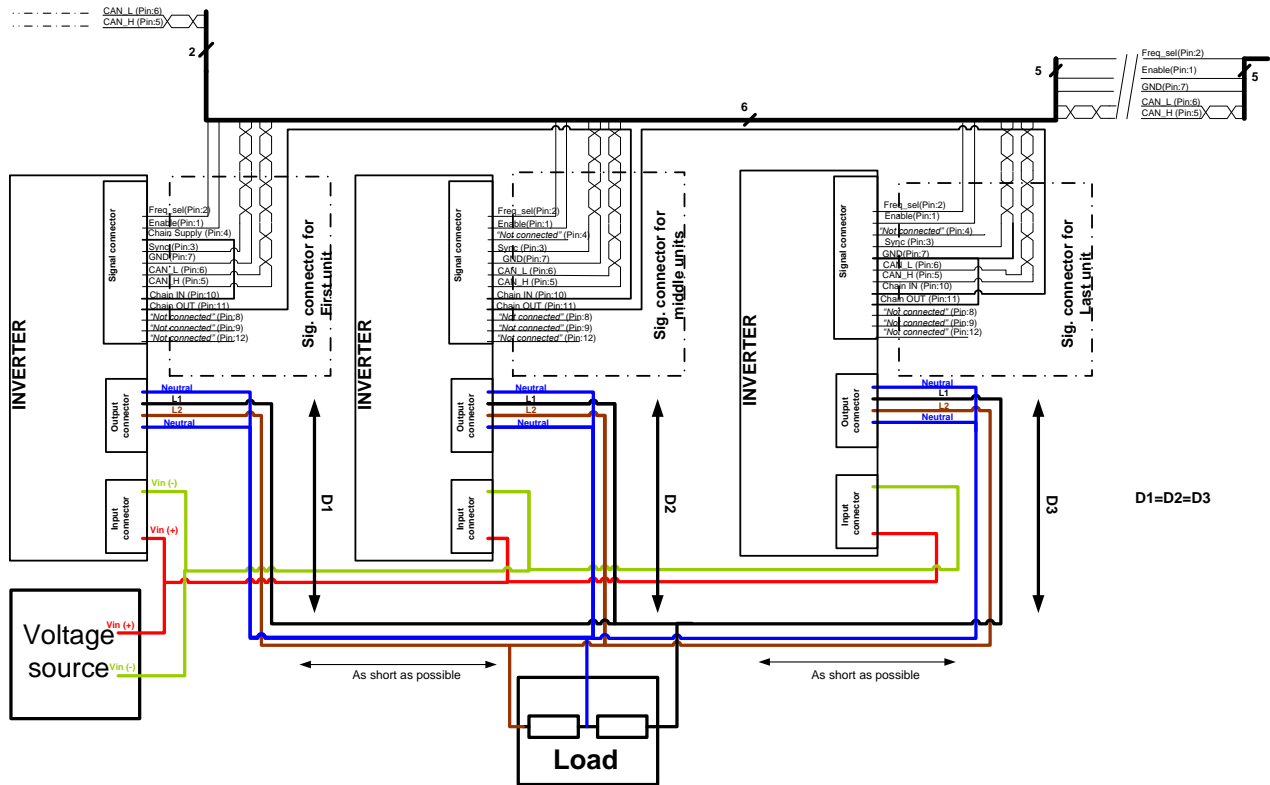 CAN_L (Pin:6)
CAN_H (Pin:5)
2
6
5
Freq_sel(Pin:2)
Enable(Pin:1)
GND(Pin:7)
CAN_L (Pin:6)
CAN_H (Pin:5)
5
INVERTER
Signal connector
Freq_sel(Pin:2)
Enable(Pin:1)
Chain Supply (Pin:4)
Sync(Pin:3)
GND(Pin:7)
CAN_L (Pin:6)
CAN_H (Pin:5)
Chain IN (Pin:10)
Chain OUT (Pin:11)
"Not connected" (Pin:8)
"Not connected" (Pin:9)
"Not connected" (Pin:12)
Sig. connector for
First unit
Output
connector
Neutral
L1
L2
Neutral
Input
connector
Vin (-)
Vin (+)
D1
INVERTER
Signal connector
Freq_sel(Pin:2)
Enable(Pin:1)
"Not connected" (Pin:4)
Sync (Pin:3)
GND(Pin:7)
CAN_L (Pin:6)
CAN_H (Pin:5)
Chain IN (Pin:10)
Chain OUT (Pin:11)
"Not connected" (Pin:8)
"Not connected" (Pin:9)
"Not connected" (Pin:12)
Sig. connector for
middle units
Output
connector
Neutral
L1
L2
Neutral
Input
connector
D2
INVERTER
Signal connector
Freq_sel(Pin:2)
Enable(Pin:1)
"Not connected" (Pin:4)
Sync (Pin:3)
GND(Pin:7)
CAN_L (Pin:6)
CAN_H (Pin:5)
Chain IN (Pin:10)
Chain OUT (Pin:11)
"Not connected" (Pin:8)
"Not connected" (Pin:9)
"Not connected" (Pin:12)
Sig. connector for
Last unit
Output
connector
Neutral
L1
L2
Neutral
Input
connector
D3
D1=D2=D3
Voltage
source
Vin (+)
Vin (-)
As short as possible
As short as possible
Load